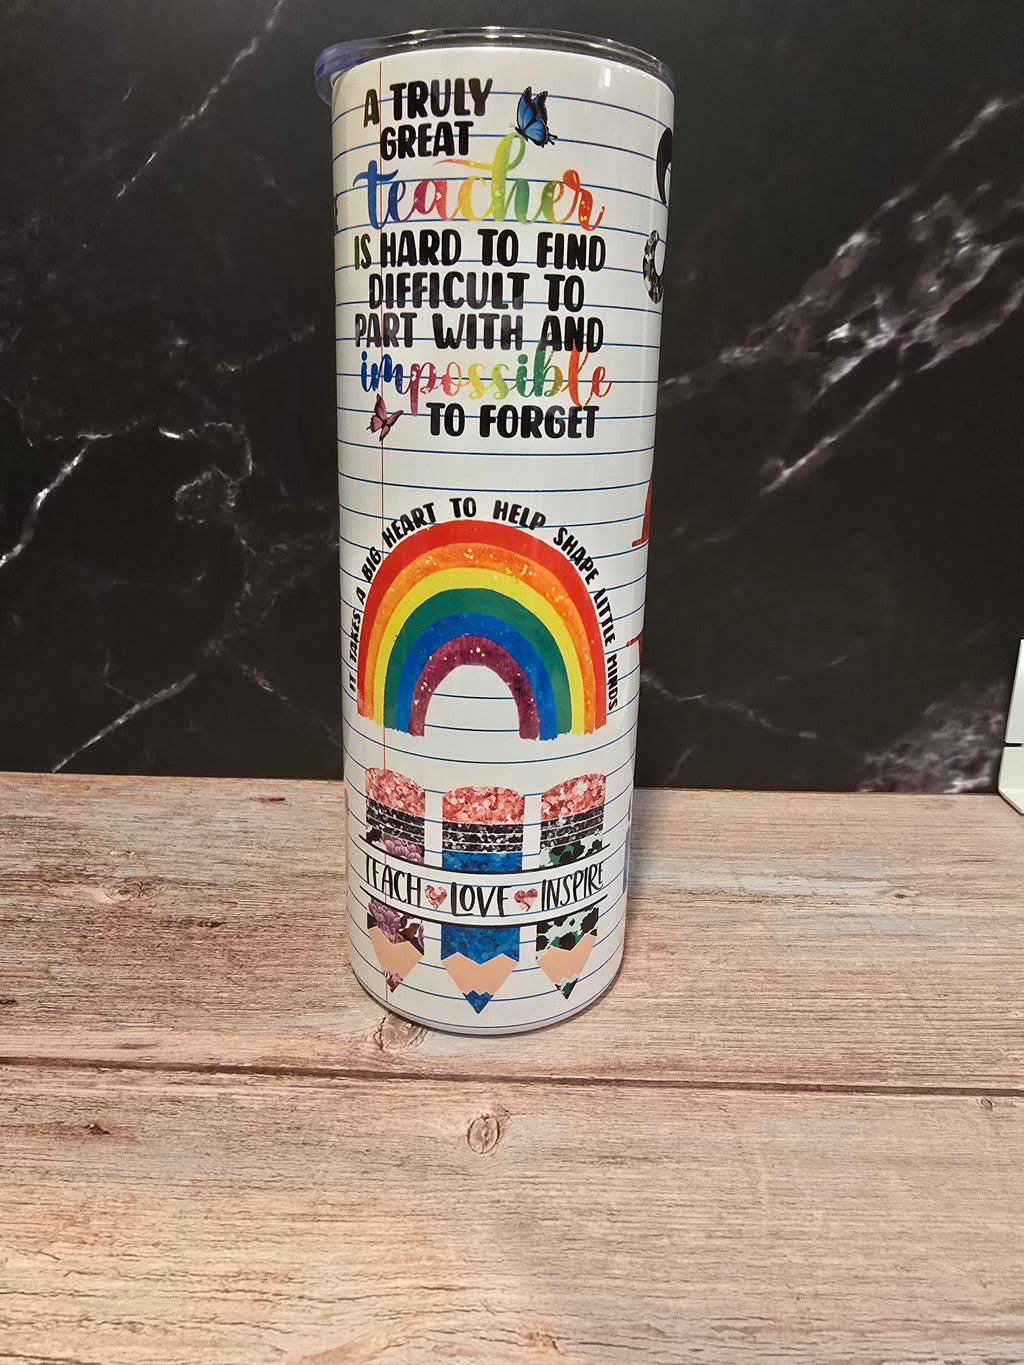 A TRULY
GREAT
teacher
IS HARD TO FIND
DIFFICULT TO
PART WITH AND
impossible
TO FORGET
IT TAKES A BIG HEART TO HELP SHAPE LITTLE MINDS
TEACH LOVE INSPIRE